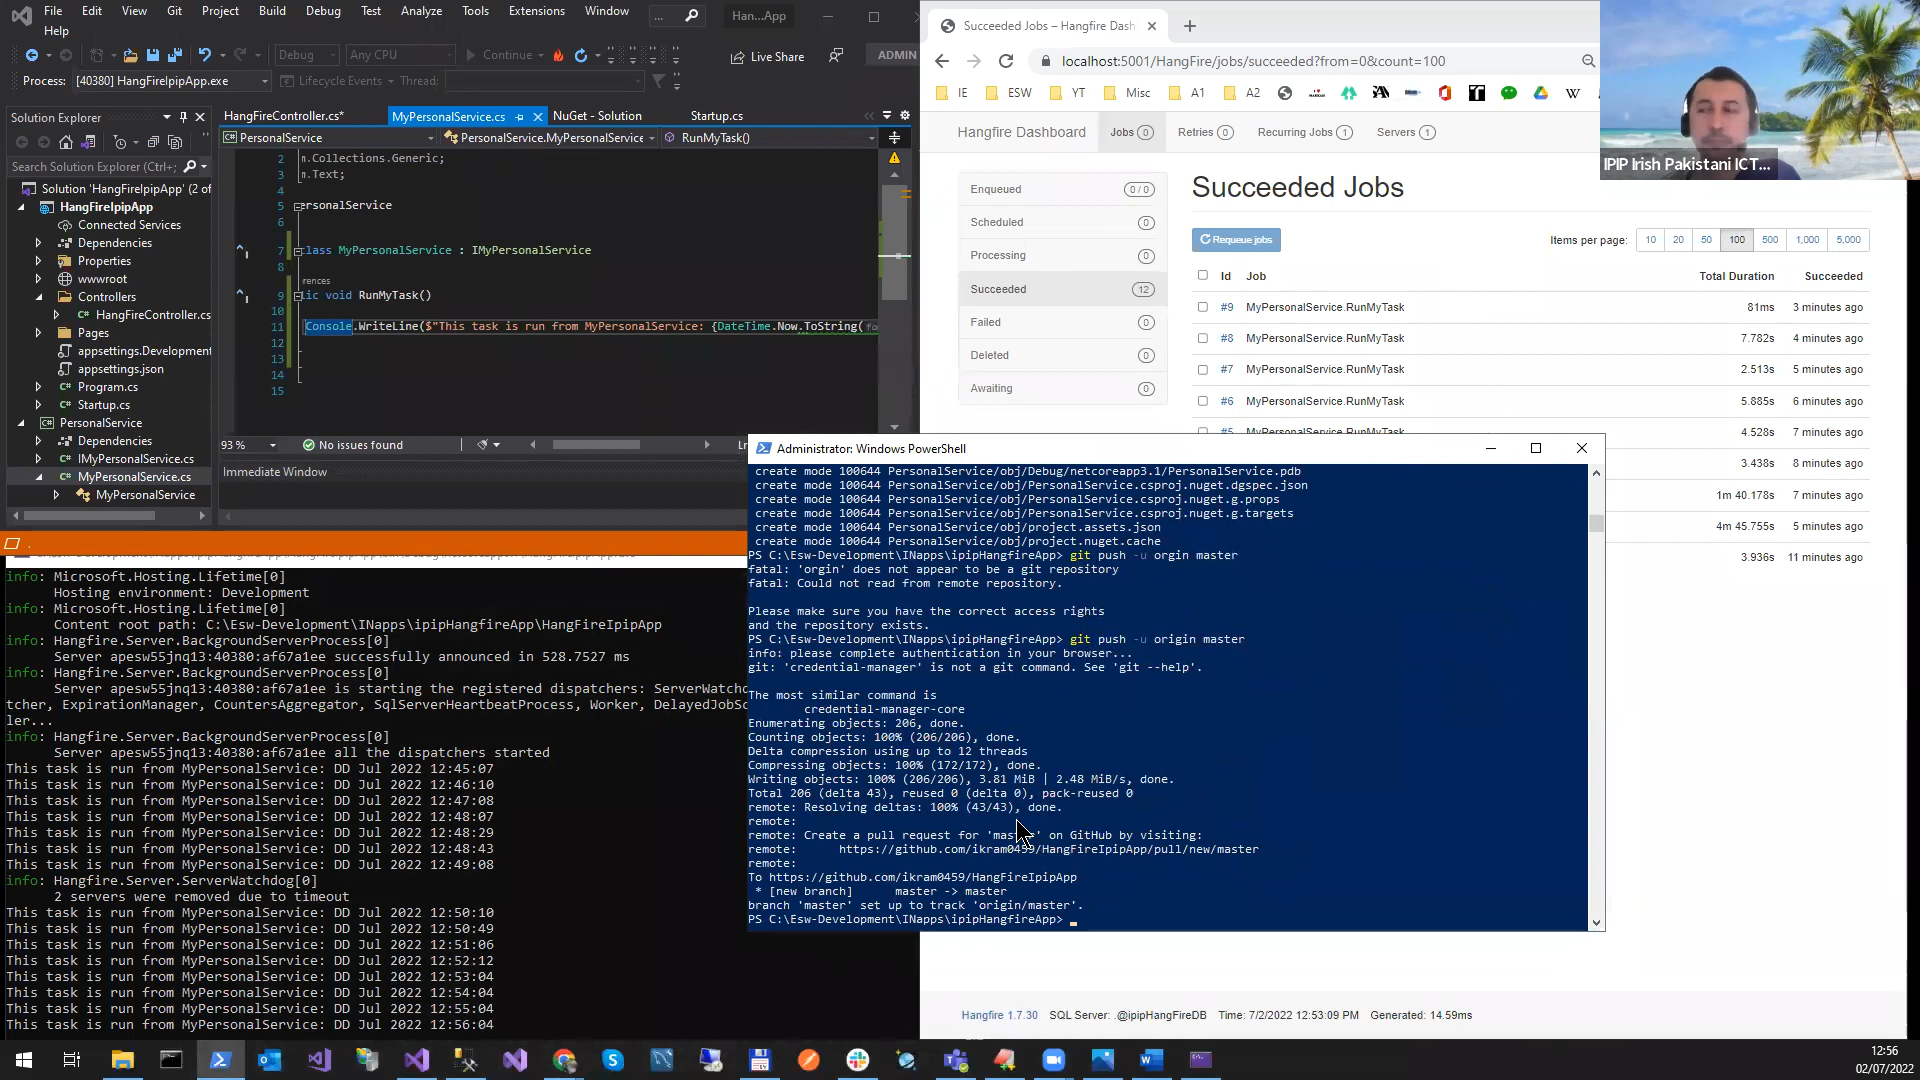 File Edit View Git Project Build Debug Test Analyze Tools Extensions Window ... Han...App
Help
Debug Any CPU Continue Live Share ADMIN
Process: [40380] HangFireIpipApp.exe Lifecycle Events Thread:
Solution Explorer
Search Solution Explorer (Ctrl+;
Solution 'HangFireIpipApp' (2 of
HangFireIpipApp
Connected Services
Dependencies
Properties
wwwroot
Controllers
HangFireController.cs
Pages
appsettings.Development
appsettings.json
Program.cs
Startup.cs
PersonalService
Dependencies
IMyPersonalService.cs
MyPersonalService.cs
MyPersonalService
HangFireController.cs* MyPersonalService.cs NuGet - Solution Startup.cs
PersonalService PersonalService.MyPersonalService RunMyTask()
2 n.Collections.Generic;
3 n.Text;
4
5 ersonalService
6
7 lass MyPersonalService : IMyPersonalService
8
rences
9 lic void RunMyTask()
10
11 Console.WriteLine($"This task is run from MyPersonalService: {DateTime.Now.ToString(
12
13
14
15
93 % No issues found
Immediate Window
info: Microsoft.Hosting.Lifetime[0]
Hosting environment: Development
info: Microsoft.Hosting.Lifetime[0]
Content root path: C:\Esw-Development\INapps\ipipHangfireApp\HangFireIpipApp
info: Hangfire.Server.BackgroundServerProcess[0]
Server apesw55jnq13:40380:af67a1ee successfully announced in 528.7527 ms
info: Hangfire.Server.BackgroundServerProcess[0]
Server apesw55jnq13:40380:af67a1ee is starting the registered dispatchers: ServerWatchd
tcher, ExpirationManager, CountersAggregator, SqlServerHeartbeatProcess, Worker, DelayedJobSc
ler...
info: Hangfire.Server.BackgroundServerProcess[0]
Server apesw55jnq13:40380:af67a1ee all the dispatchers started
This task is run from MyPersonalService: DD Jul 2022 12:45:07
This task is run from MyPersonalService: DD Jul 2022 12:46:10
This task is run from MyPersonalService: DD Jul 2022 12:47:08
This task is run from MyPersonalService: DD Jul 2022 12:48:07
This task is run from MyPersonalService: DD Jul 2022 12:48:29
This task is run from MyPersonalService: DD Jul 2022 12:48:43
This task is run from MyPersonalService: DD Jul 2022 12:49:08
info: Hangfire.Server.ServerWatchdog[0]
2 servers were removed due to timeout
This task is run from MyPersonalService: DD Jul 2022 12:50:10
This task is run from MyPersonalService: DD Jul 2022 12:50:49
This task is run from MyPersonalService: DD Jul 2022 12:51:06
This task is run from MyPersonalService: DD Jul 2022 12:52:12
This task is run from MyPersonalService: DD Jul 2022 12:53:04
This task is run from MyPersonalService: DD Jul 2022 12:54:04
This task is run from MyPersonalService: DD Jul 2022 12:55:04
This task is run from MyPersonalService: DD Jul 2022 12:56:04
Administrator: Windows PowerShell
create mode 100644 PersonalService/obj/Debug/netcoreapp3.1/PersonalService.pdb
create mode 100644 PersonalService/obj/PersonalService.csproj.nuget.dgspec.json
create mode 100644 PersonalService/obj/PersonalService.csproj.nuget.g.props
create mode 100644 PersonalService/obj/PersonalService.csproj.nuget.g.targets
create mode 100644 PersonalService/obj/project.assets.json
create mode 100644 PersonalService/obj/project.nuget.cache
PS C:\Esw-Development\INapps\ipipHangfireApp> git push -u orgin master
fatal: 'orgin' does not appear to be a git repository
fatal: Could not read from remote repository.
Please make sure you have the correct access rights
and the repository exists.
PS C:\Esw-Development\INapps\ipipHangfireApp> git push -u origin master
info: please complete authentication in your browser...
git: 'credential-manager' is not a git command. See 'git --help'.
The most similar command is
credential-manager-core
Enumerating objects: 206, done.
Counting objects: 100% (206/206), done.
Delta compression using up to 12 threads
Compressing objects: 100% (172/172), done.
Writing objects: 100% (206/206), 3.81 MiB | 2.48 MiB/s, done.
Total 206 (delta 43), reused 0 (delta 0), pack-reused 0
remote: Resolving deltas: 100% (43/43), done.
remote:
remote: Create a pull request for 'master' on GitHub by visiting:
remote: https://github.com/ikram0459/HangFireIpipApp/pull/new/master
remote:
To https://github.com/ikram0459/HangFireIpipApp
* [new branch] master -> master
branch 'master' set up to track 'origin/master'.
PS C:\Esw-Development\INapps\ipipHangfireApp>
Succeeded Jobs – Hangfire Dash
localhost:5001/HangFire/jobs/succeeded?from=0&count=100
IE ESW YT Misc A1 A2
Hangfire Dashboard Jobs 0 Retries 0 Recurring Jobs 1 Servers 1
IPIP Irish Pakistani ICT...
Enqueued 0 / 0
Scheduled 0
Processing 0
Succeeded 12
Failed 0
Deleted 0
Awaiting 0
Succeeded Jobs
Requeue jobs Items per page: 10 20 50 100 500 1,000 5,000
Id Job Total Duration Succeeded
#9 MyPersonalService.RunMyTask 81ms 3 minutes ago
#8 MyPersonalService.RunMyTask 7.782s 4 minutes ago
#7 MyPersonalService.RunMyTask 2.513s 5 minutes ago
#6 MyPersonalService.RunMyTask 5.885s 6 minutes ago
#5 MyPersonalService.RunMyTask 4.528s 7 minutes ago
3.438s 8 minutes ago
1m 40.178s 7 minutes ago
4m 45.755s 5 minutes ago
3.936s 11 minutes ago
Hangfire 1.7.30 SQL Server: .@ipipHangFireDB Time: 7/2/2022 12:53:09 PM Generated: 14.59ms
12:56
02/07/2022